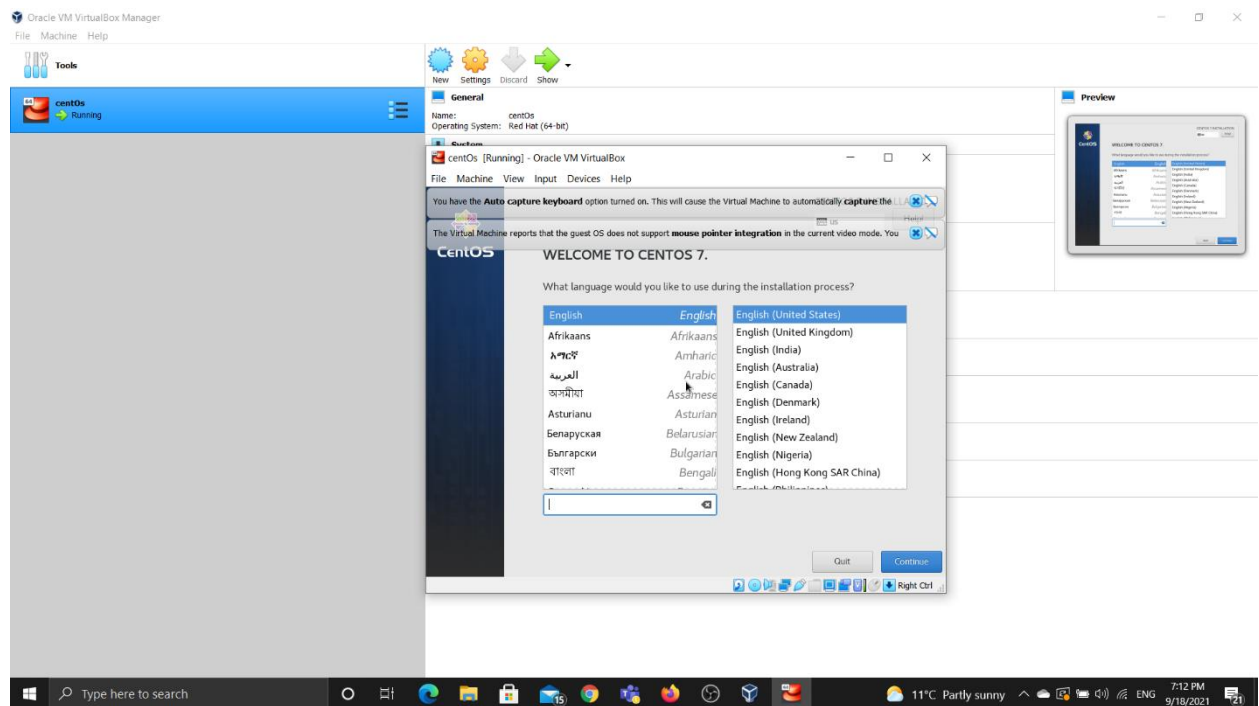 Oracle VM VirtualBox Manager
File Machine Help
Tools
New Settings Discard Show
centOs
Running
General
Name: centOs
Operating System: Red Hat (64-bit)
System
Preview
centOs [Running] - Oracle VM VirtualBox
File Machine View Input Devices Help
You have the Auto capture keyboard option turned on. This will cause the Virtual Machine to automatically capture the
us
Help!
The Virtual Machine reports that the guest OS does not support mouse pointer integration in the current video mode. You
CentOS
WELCOME TO CENTOS 7.
What language would you like to use during the installation process?
English English English (United States)
Afrikaans Afrikaans English (United Kingdom)
አማርኛ Amharic English (India)
العربية Arabic English (Australia)
অসমীয়া Assamese English (Canada)
Asturianu Asturian English (Denmark)
Беларуская Belarusian English (Ireland)
Български Bulgarian English (New Zealand)
বাংলা Bengali English (Nigeria)
English (Hong Kong SAR China)
English (Philippines)
Quit Continue
Right Ctrl
Type here to search
15
11°C Partly sunny
ENG
7:12 PM
9/18/2021
21